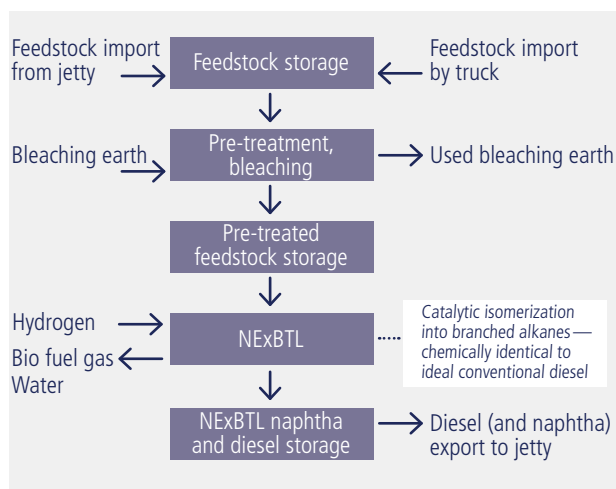 Feedstock import
from jetty
Feedstock storage
Feedstock import
by truck
Bleaching earth
Pre-treatment,
bleaching
Used bleaching earth
Pre-treated
feedstock storage
Hydrogen
Bio fuel gas
Water
NExBTL
Catalytic isomerization
into branched alkanes—
chemically identical to
ideal conventional diesel
NExBTL naphtha
and diesel storage
Diesel (and naphtha)
export to jetty